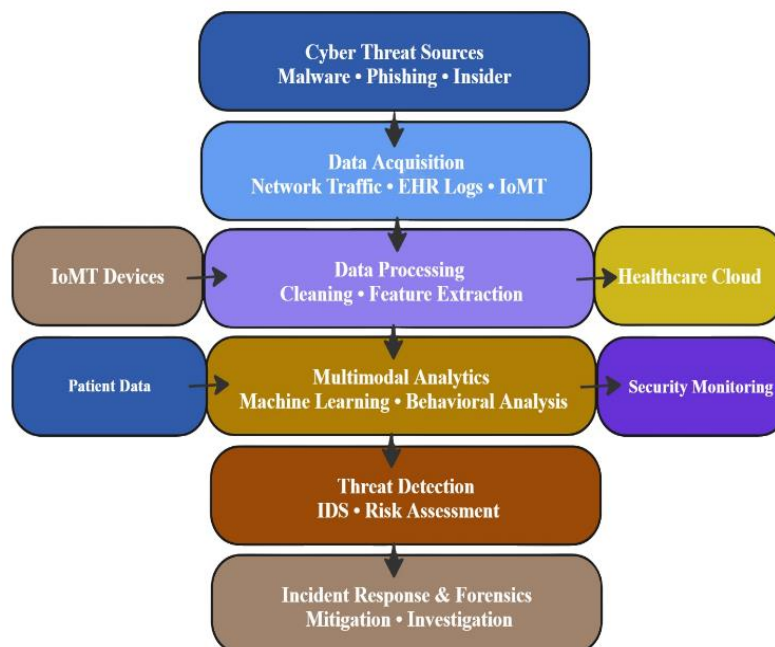 Cyber Threat Sources
Malware • Phishing • Insider
Data Acquisition
Network Traffic • EHR Logs • IoMT
IoMT Devices
Data Processing
Cleaning • Feature Extraction
Healthcare Cloud
Patient Data
Multimodal Analytics
Machine Learning • Behavioral Analysis
Security Monitoring
Threat Detection
IDS • Risk Assessment
Incident Response & Forensics
Mitigation • Investigation